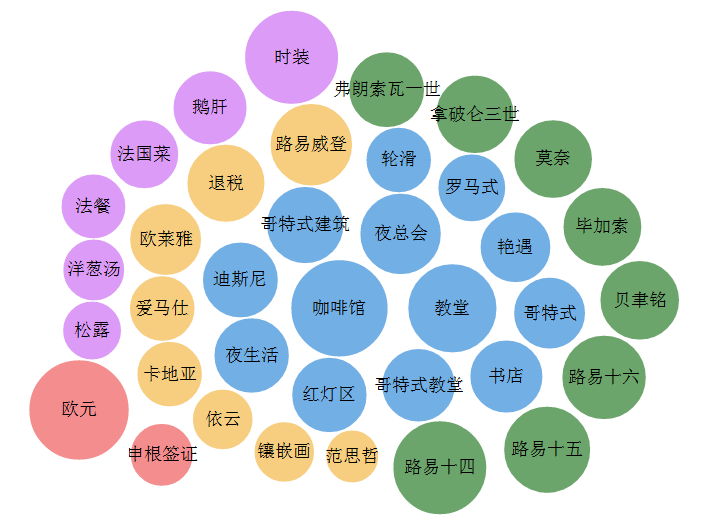 时装
弗朗索瓦一世
鹅肝
拿破仑三世
路易威登
法国菜
轮滑
莫奈
退税
罗马式
法餐
哥特式建筑
毕加索
欧莱雅
夜总会
艳遇
洋葱汤
迪斯尼
贝聿铭
爱马仕
咖啡馆
教堂
哥特式
松露
夜生活
卡地亚
书店
路易十六
哥特式教堂
红灯区
欧元
依云
路易十五
申根签证
镶嵌画
范思哲
路易十四